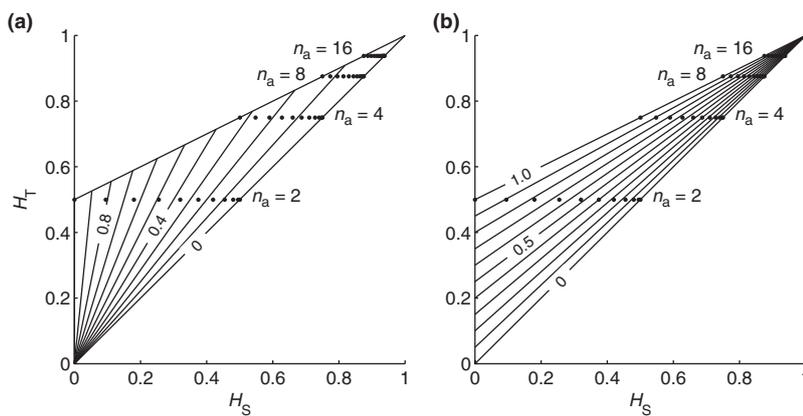 (a)
1
0.8
0.6
0.4
0.2
0
H_T
n_a = 16
n_a = 8
n_a = 4
n_a = 2
0.8
0.4
0
0 0.2 0.4 0.6 0.8 1
H_S
(b)
1
0.8
0.6
0.4
0.2
0
n_a = 16
n_a = 8
n_a = 4
n_a = 2
1.0
0.5
0
0 0.2 0.4 0.6 0.8 1
H_S